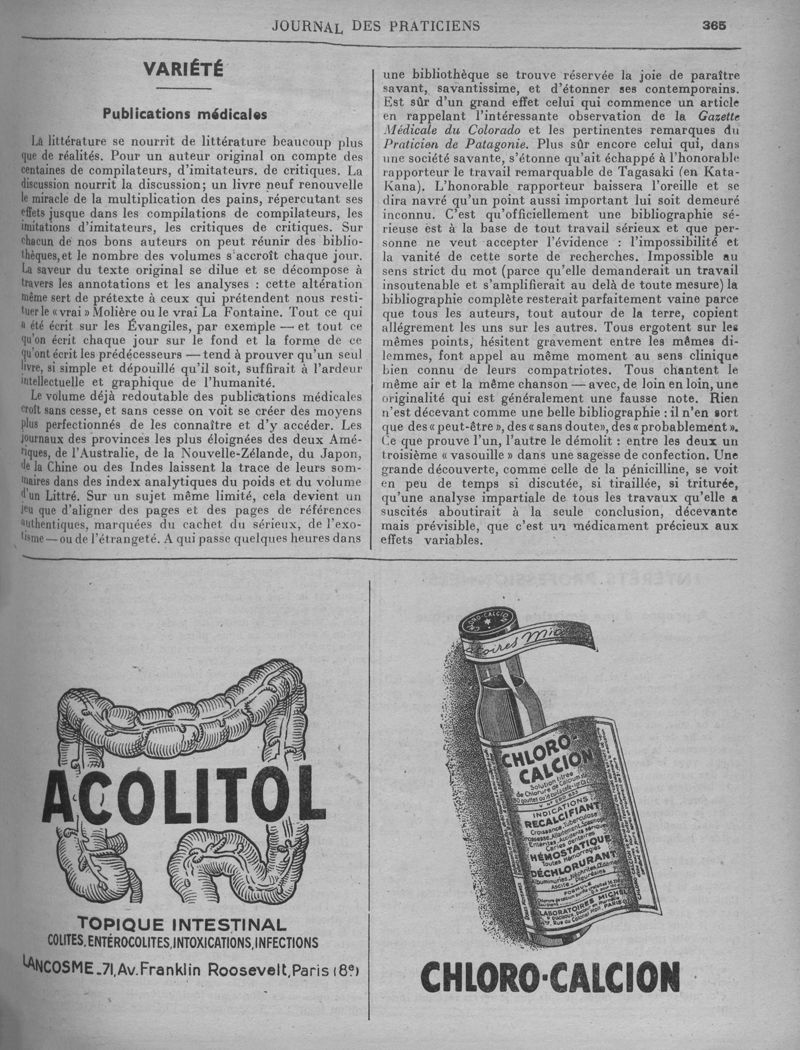 JOURNAL DES PRATICIENS
365
VARIÉTÉ
Publications médicales
La littérature se nourrit de littérature beaucoup plus
que de réalités. Pour un auteur original on compte des
centaines de compilateurs, d'imitateurs, de critiques. La
discussion nourrit la discussion; un livre neuf renouvelle
le miracle de la multiplication des pains, répercutant ses
effets jusque dans les compilations de compilateurs, les
imitations d'imitateurs, les critiques de critiques. Sur
chacun de nos bons auteurs on peut réunir des biblio-
thèques, et le nombre des volumes s'accroît chaque jour.
La saveur du texte original se dilue et se décompose à
travers les annotations et les analyses : cette altération
même sert de prétexte à ceux qui prétendent nous resti-
tuer le « vrai » Molière ou le vrai La Fontaine. Tout ce qui
a été écrit sur les Évangiles, par exemple — et tout ce
qu'on écrit chaque jour sur le fond et la forme de ce
qu'ont écrit les prédécesseurs — tend à prouver qu'un seul
livre, si simple et dépouillé qu'il soit, suffirait à l'ardeur
intellectuelle et graphique de l'humanité.
Le volume déjà redoutable des publications médicales
croît sans cesse, et sans cesse on voit se créer des moyens
plus perfectionnés de les connaître et d'y accéder. Les
journaux des provinces les plus éloignées des deux Amé-
riques, de l'Australie, de la Nouvelle-Zélande, du Japon,
de la Chine ou des Indes laissent la trace de leurs som-
maires dans des index analytiques du poids et du volume
d'un Littré. Sur un sujet même limité, cela devient un
jeu que d'aligner des pages et des pages de références
authentiques, marquées du cachet du sérieux, de l'exo-
tisme — ou de l'étrangeté. A qui passe quelques heures dans
une bibliothèque se trouve réservée la joie de paraître
savant, savantissime, et d'étonner ses contemporains.
Est sûr d'un grand effet celui qui commence un article
en rappelant l'intéressante observation de la Gazette
Médicale du Colorado et les pertinentes remarques du
Praticien de Patagonie. Plus sûr encore celui qui, dans
une société savante, s'étonne qu'ait échappé à l'honorable
rapporteur le travail remarquable de Tagasaki (en Kata-
Kana). L'honorable rapporteur baissera l'oreille et se
dira navré qu'un point aussi important lui soit demeuré
inconnu. C'est qu'officiellement une bibliographie sé-
rieuse est à la base de tout travail sérieux et que per-
sonne ne veut accepter l'évidence : l'impossibilité et
la vanité de cette sorte de recherches. Impossible au
sens strict du mot (parce qu'elle demanderait un travail
insoutenable et s'amplifierait au delà de toute mesure) la
bibliographie complète resterait parfaitement vaine parce
que tous les auteurs, tout autour de la terre, copient
allégrement les uns sur les autres. Tous ergotent sur les
mêmes points, hésitent gravement entre les mêmes di-
lemmes, font appel au même moment au sens clinique
bien connu de leurs compatriotes. Tous chantent le
même air et la même chanson — avec, de loin en loin, une
originalité qui est généralement une fausse note. Rien
n'est décevant comme une belle bibliographie : il n'en sort
que des « peut-être », des « sans doute », des « probablement ».
Ce que prouve l'un, l'autre le démolit : entre les deux un
troisième « vasouille » dans une sagesse de confection. Une
grande découverte, comme celle de la pénicilline, se voit
en peu de temps si discutée, si tiraillée, si triturée,
qu'une analyse impartiale de tous les travaux qu'elle a
suscités aboutirait à la seule conclusion, décevante
mais prévisible, que c'est un médicament précieux aux
effets variables.
ACOLITOL
TOPIQUE INTESTINAL
COLITES, ENTÉROCOLITES, INTOXICATIONS, INFECTIONS
LANCOSME_71, Av. Franklin Roosevelt, Paris (8e)
CHLORO-CALCION
Solution titrée
de Chlorure de Calcium
INDICATIONS
RECALCIFIANT
Croissance, tuberculose
HÉMOSTATIQUE
Toutes Hémorragies
DÉCHLORURANT
LABORATOIRES MICHELS
PARIS
CHLORO-CALCION